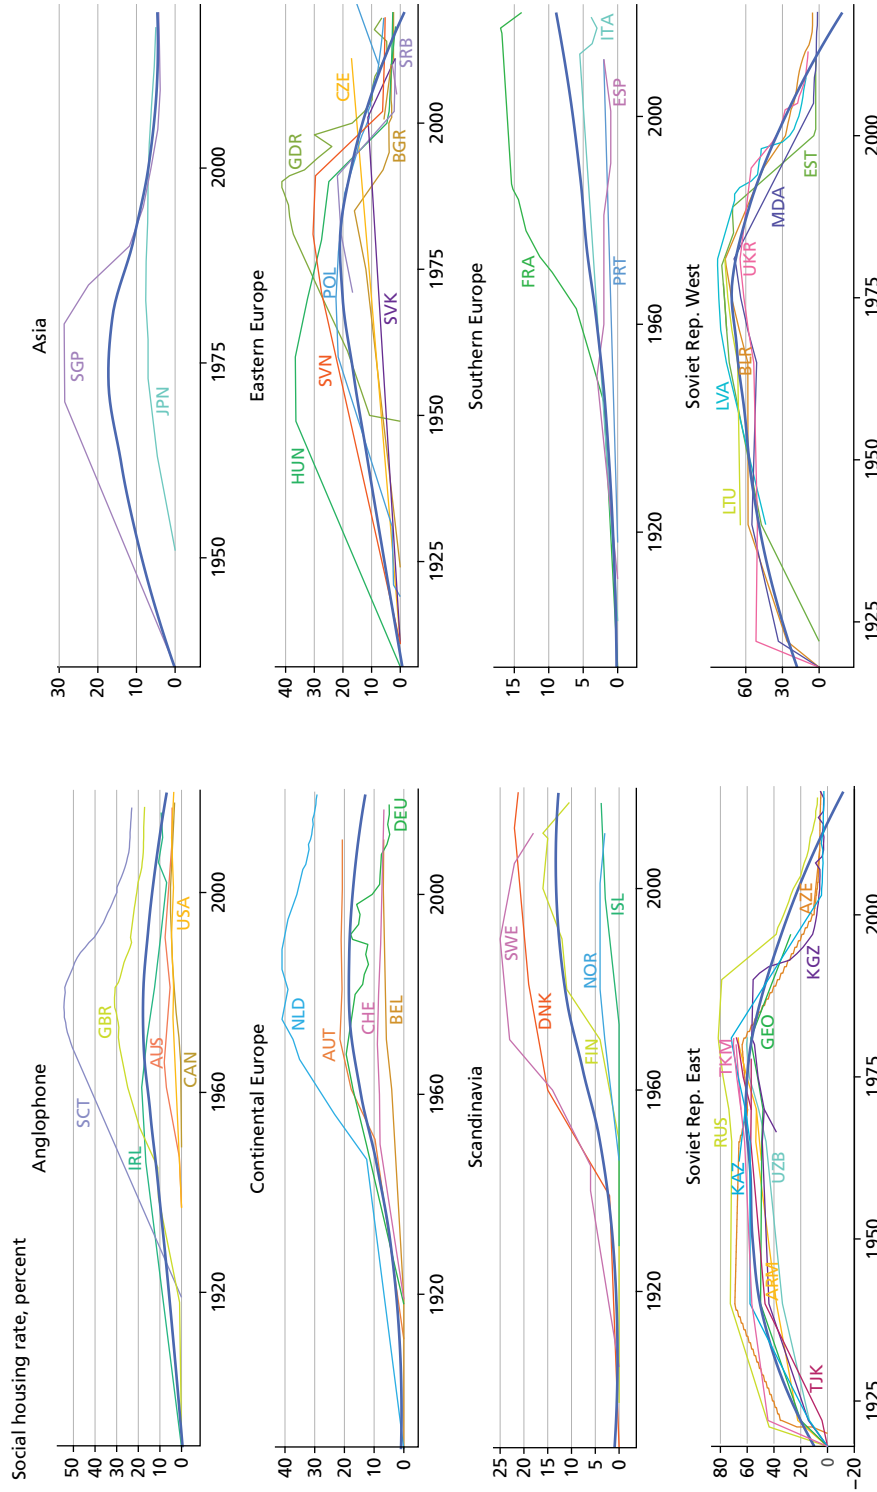 Social housing rate, percent
Anglophone
50
40
30
20
10
0
SCT
GBR
IRL
AUS
USA
CAN
1920
1960
2000
Asia
30
20
10
0
SGP
JPN
1950
1975
2000
Continental Europe
40
30
20
10
0
NLD
AUT
CHE
DEU
BEL
1920
1960
2000
Eastern Europe
40
30
20
10
0
HUN
GDR
SVN
POL
CZE
SVK
BGR
SRB
1925
1950
1975
2000
Scandinavia
25
20
15
10
5
0
SWE
DNK
FIN
NOR
ISL
1920
1960
2000
Southern Europe
15
10
5
0
FRA
ITA
PRT
ESP
1920
1960
2000
Soviet Rep. East
80
60
40
20
0
−20
RUS
TKM
KAZ
GEO
UZB
ARM
AZE
KGZ
TJK
1925
1950
1975
2000
Soviet Rep. West
60
30
0
LVA
LTU
BLR
UKR
MDA
EST
1925
1950
1975
2000